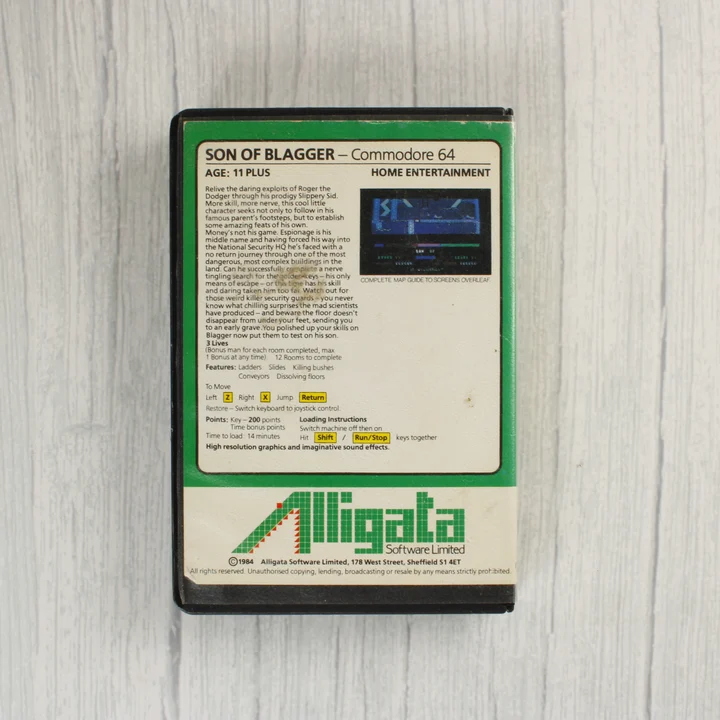 SON OF BLAGGER – Commodore 64
AGE: 11 PLUS HOME ENTERTAINMENT
Relive the daring exploits of Roger the
Dodger through his prodigy Slippery Sid.
More skill, more nerve, this cool little
character seeks not only to follow in his
famous parent's footsteps, but to establish
some amazing feats of his own.
Money's not his game. Espionage is his
middle name and having forced his way into
the National Security HQ he's faced with a
no return journey through one of the most
dangerous, most complex buildings in the
land. Can he successfully a nerve
tingling search for the golden keys – his only
means of escape – or this time has his skill
and daring taken him too far. Watch out for
those weird killer security guards – you never
know what chilling surprises the mad scientists
have produced – and beware the floor doesn't
disappear from under your feet, sending you
to an early grave. You polished up your skills on
Blagger now put them to test on his son.
COMPLETE MAP GUIDE TO SCREENS OVERLEAF.
3 Lives
(Bonus man for each room completed, max
1 Bonus at any time) 12 Rooms to complete
Features: Ladders Slides Killing bushes
Conveyors Dissolving floors
To Move
Left Z Right X Jump Return
Restore – Switch keyboard to joystick control.
Points: Key – 200 points
Time bonus points
Time to load: 14 minutes
Loading Instructions
Switch machine off then on
Hit Shift / Run/Stop keys together
High resolution graphics and imaginative sound effects.
Alligata
Software Limited
©1984 Alligata Software Limited, 178 West Street, Sheffield S1 4ET
All rights reserved. Unauthorised copying, lending, broadcasting or resale by any means strictly prohibited.